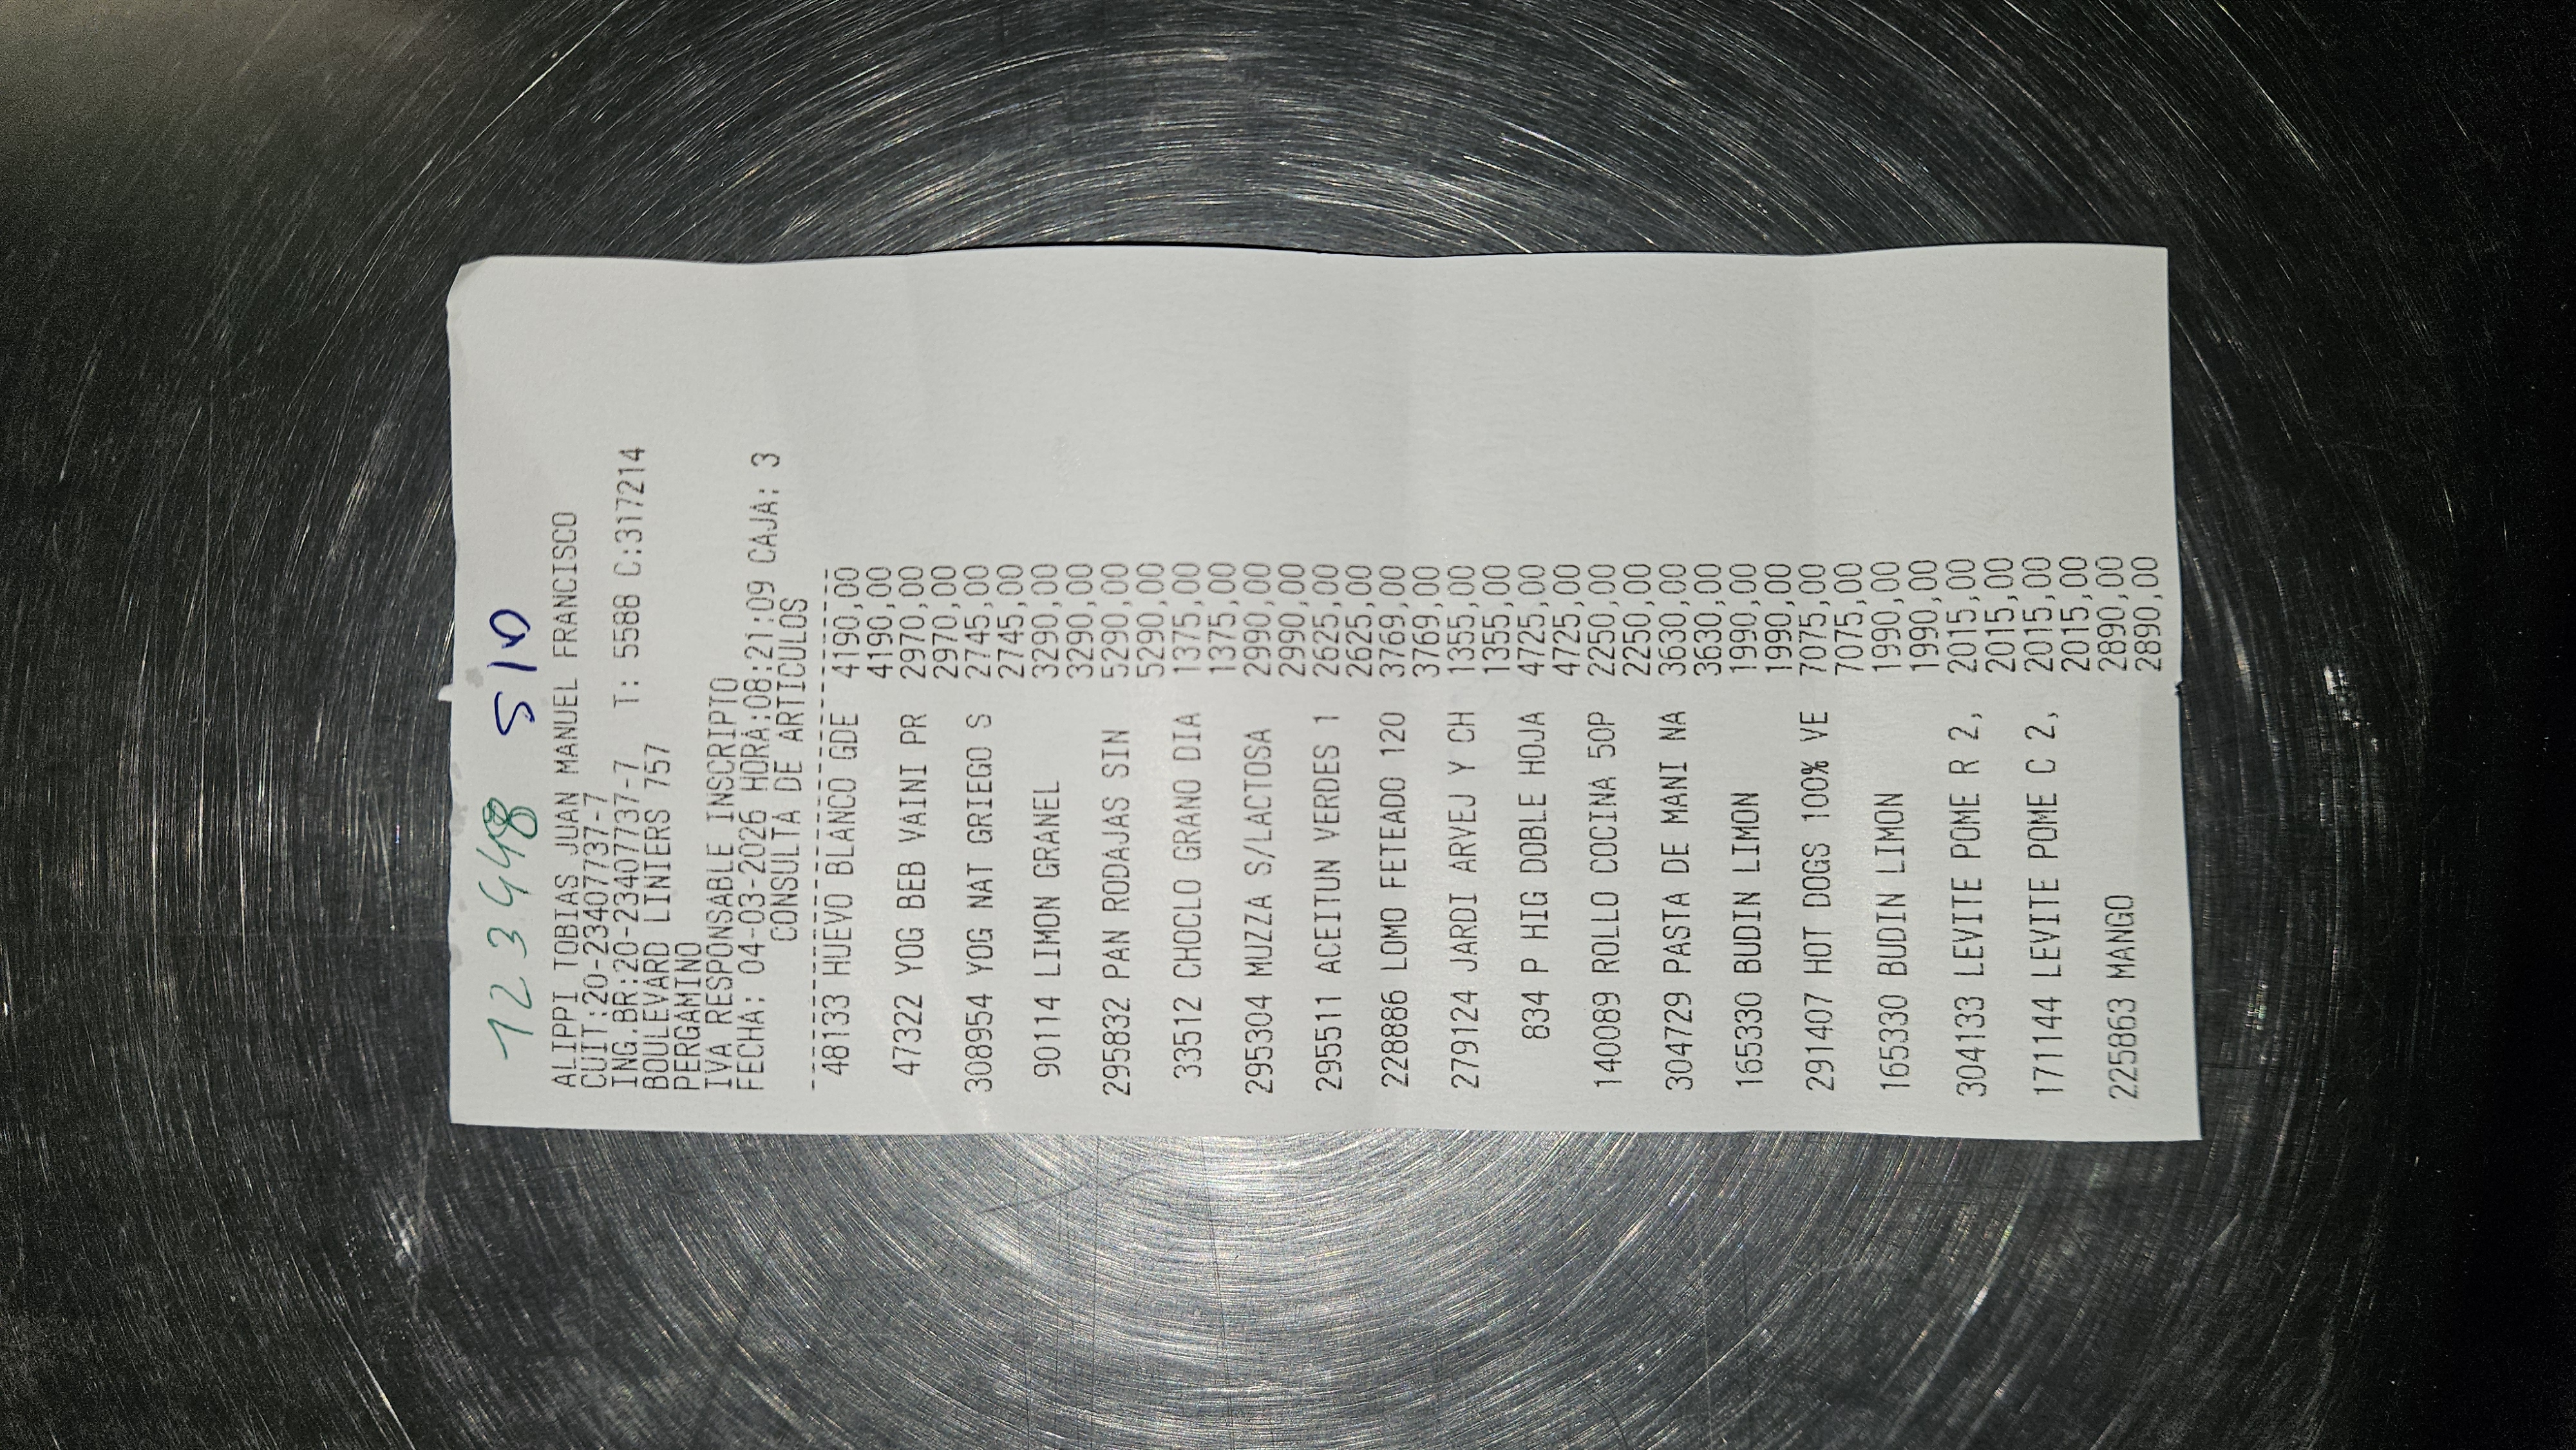 123448 510
ALIPPI TOBIAS JUAN MANUEL FRANCISCO
CUIT:20-23407737-7
ING.BR:20-23407737-7 T: 5588 C:317214
BOULEVARD LINIERS 757
PERGAMINO
IVA RESPONSABLE INSCRIPTO
FECHA: 04-03-2026 HORA:08:21:09 CAJA: 3
CONSULTA DE ARTICULOS
48133 HUEVO BLANCO GDE 4190,00
4190,00
47322 YOG BEB VAINI PR 2970,00
2970,00
308954 YOG NAT GRIEGO S 2745,00
2745,00
90114 LIMON GRANEL 3290,00
3290,00
295832 PAN RODAJAS SIN 5290,00
5290,00
33512 CHOCLO GRANO DIA 1375,00
1375,00
295304 MUZZA S/LACTOSA 2990,00
2990,00
295511 ACEITUN VERDES 1 2625,00
2625,00
228886 LOMO FETEADO 120 3769,00
3769,00
279124 JARDI ARVEJ Y CH 1355,00
1355,00
834 P HIG DOBLE HOJA 4725,00
4725,00
140089 ROLLO COCINA 50P 2250,00
2250,00
304729 PASTA DE MANI NA 3630,00
3630,00
165330 BUDIN LIMON 1990,00
1990,00
291407 HOT DOGS 100% VE 7075,00
7075,00
165330 BUDIN LIMON 1990,00
1990,00
304133 LEVITE POME R 2, 2015,00
2015,00
171144 LEVITE POME C 2, 2015,00
2015,00
225863 MANGO 2890,00
2890,00